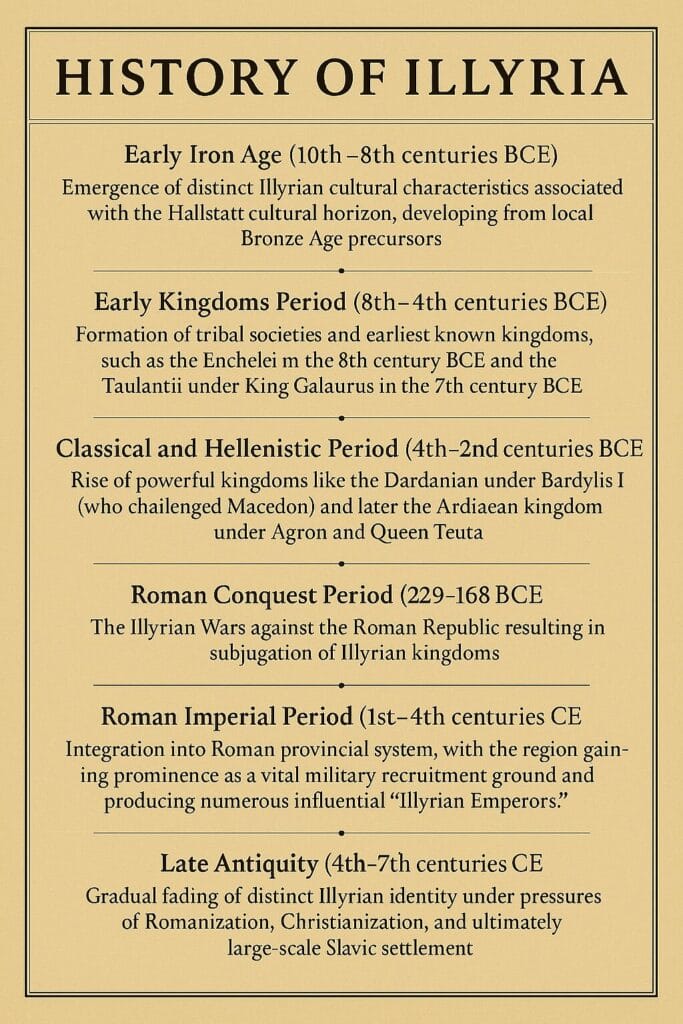 HISTORY OF ILLYRIA
Early Iron Age (10th–8th centuries BCE)
Emergence of distinct Illyrian cultural characteristics associated
with the Hallstatt cultural horizon, developing from local
Bronze Age precursors
Early Kingdoms Period (8th–4th centuries BCE)
Formation of tribal societies and earliest known kingdoms,
such as the Enchelei m the 8th century BCE and the
Taulantii under King Galaurus in the 7th century BCE
Classical and Hellenistic Period (4th–2nd centuries BCE
Rise of powerful kingdoms like the Dardanian under Bardylis I
(who chailenged Macedon) and later the Ardiaean kingdom
under Agron and Queen Teuta
Roman Conquest Period (229–168 BCE
The Illyrian Wars against the Roman Republic resulting in
subjugation of Illyrian kingdoms
Roman Imperial Period (1st–4th centuries CE
Integration into Roman provincial system, with the region gain-
ing prominence as a vital military recruitment ground and
producing numerous influential “Illyrian Emperors.”
Late Antiquity (4th–7th centuries CE
Gradual fading of distinct Illyrian identity under pressures
of Romanization, Christianization, and ultimately
large-scale Slavic settlement